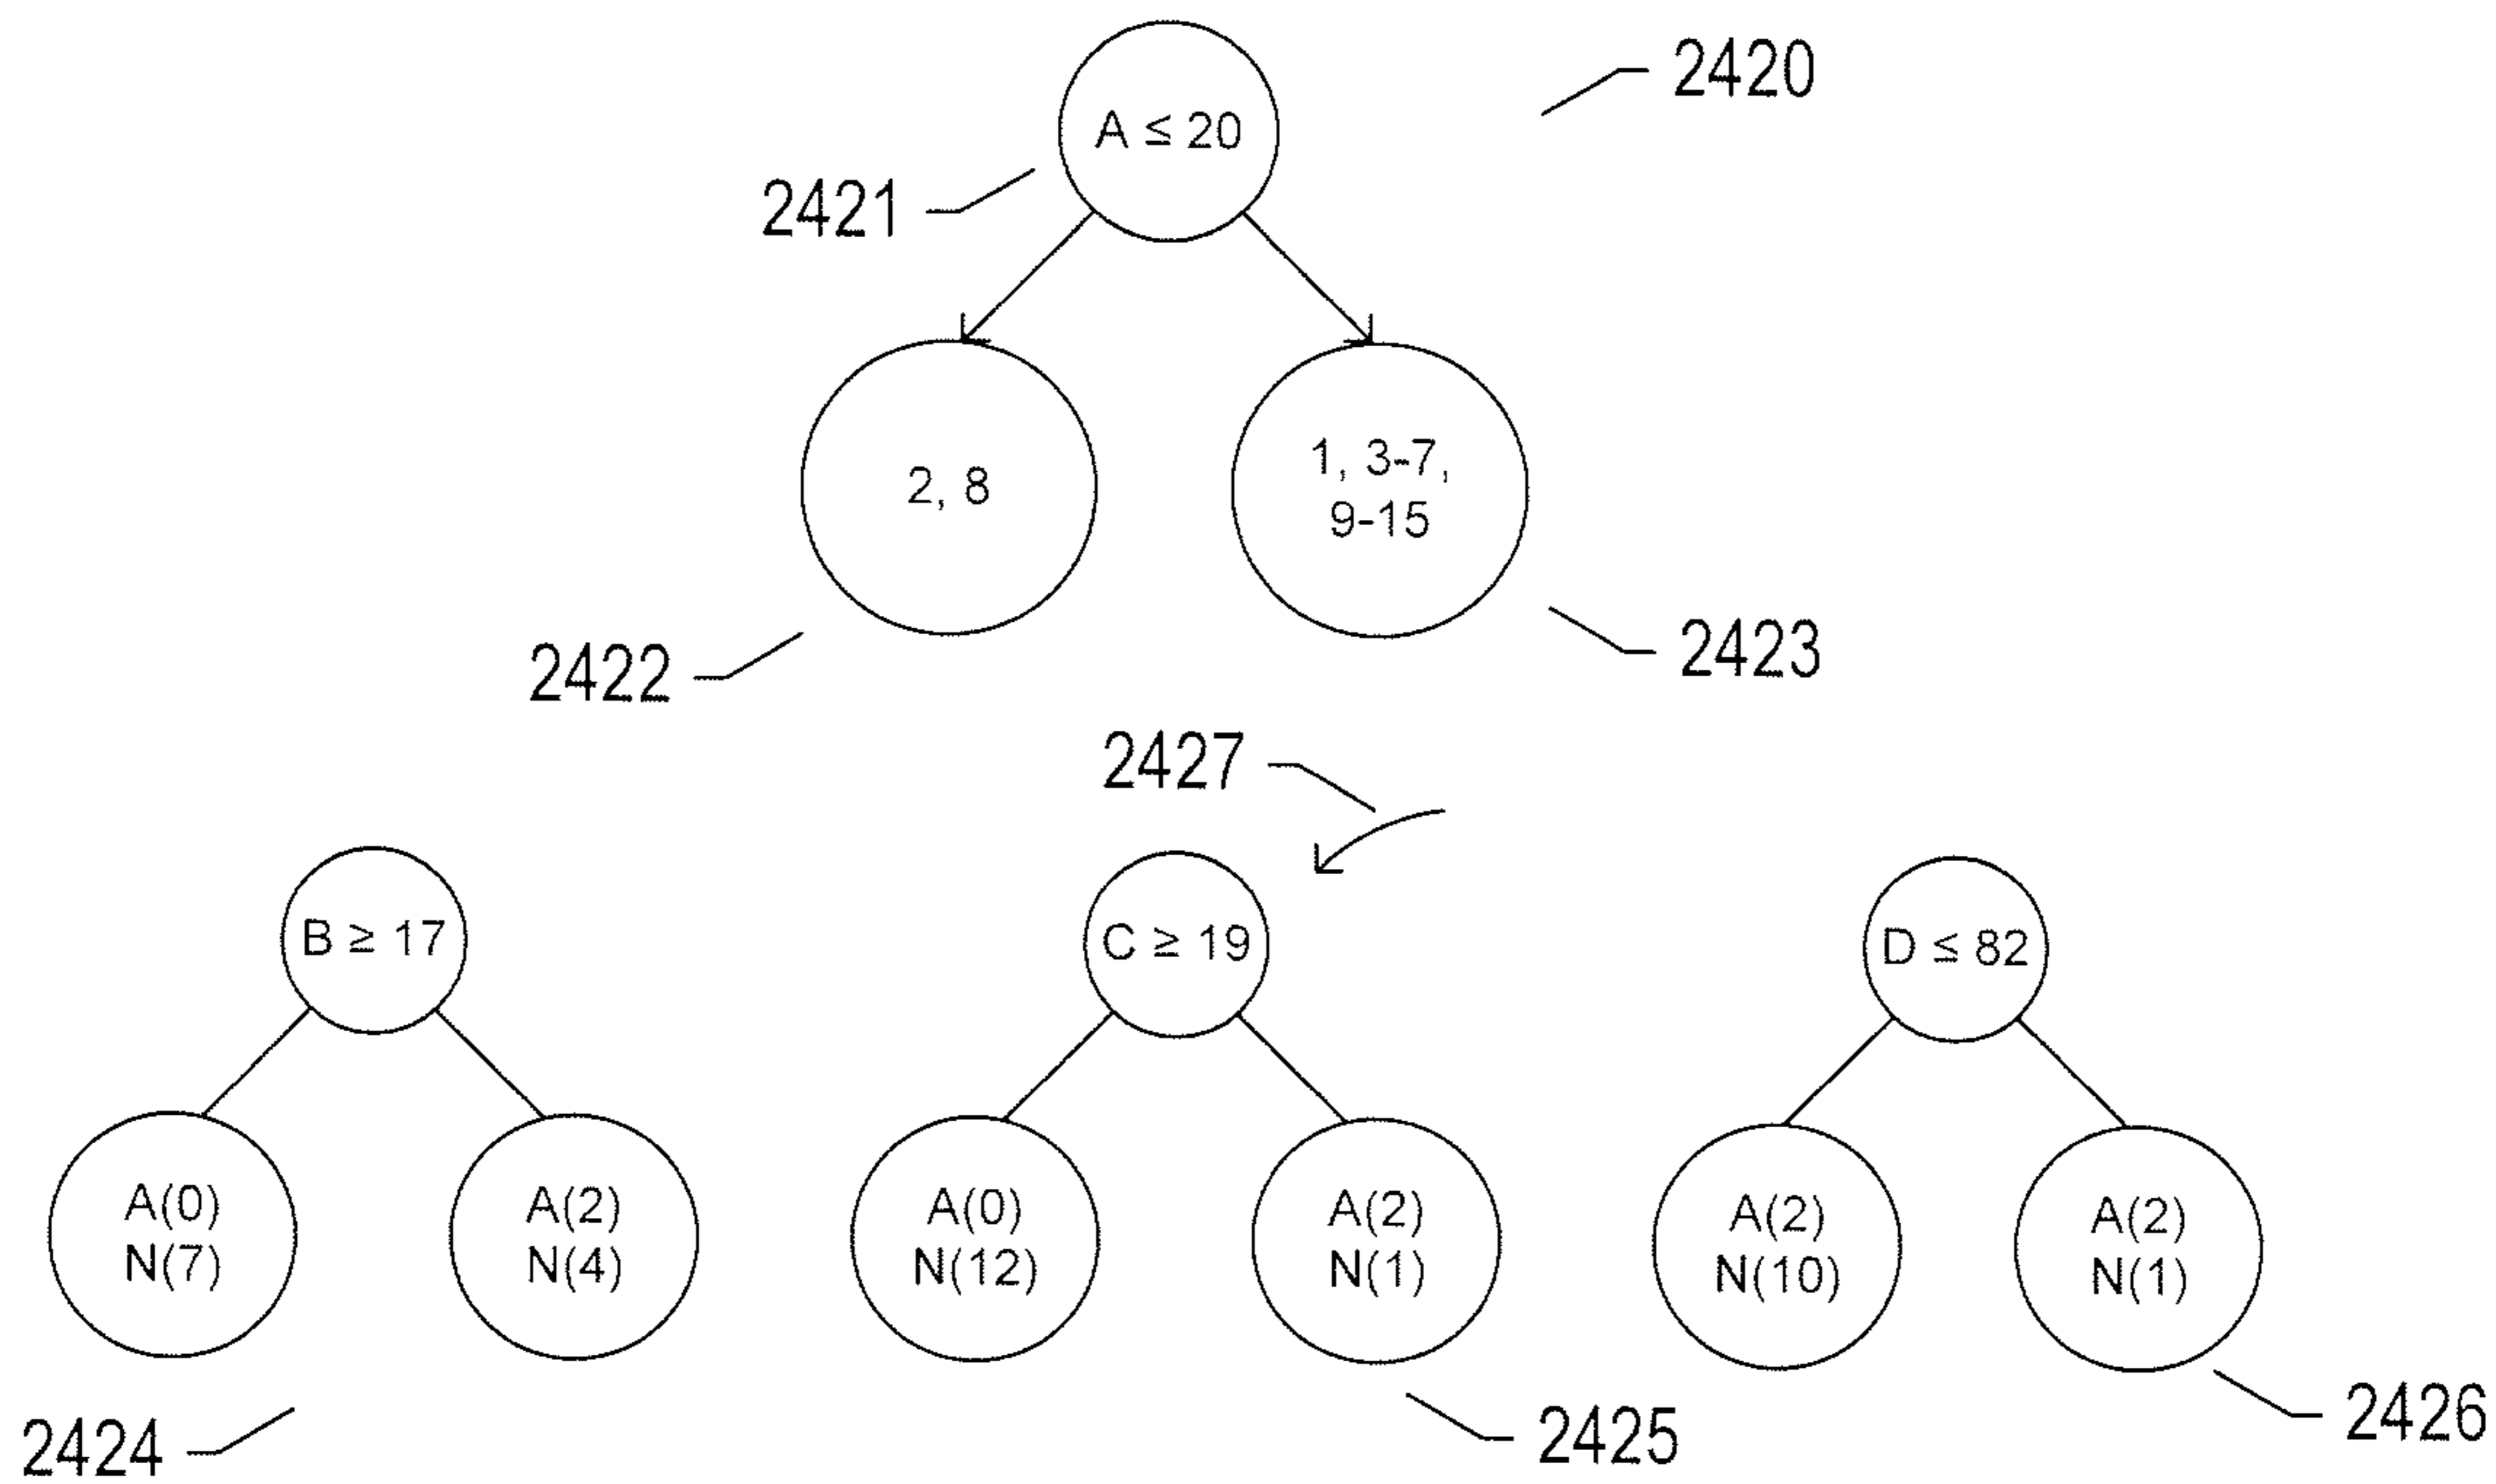 2420
A ≤ 20
2421
2, 8
1, 3-7,
9-15
2422
2423
2427
B ≥ 17
C ≥ 19
D ≤ 82
A(0)
N(7)
A(2)
N(4)
A(0)
N(12)
A(2)
N(1)
A(2)
N(10)
A(2)
N(1)
2424
2425
2426